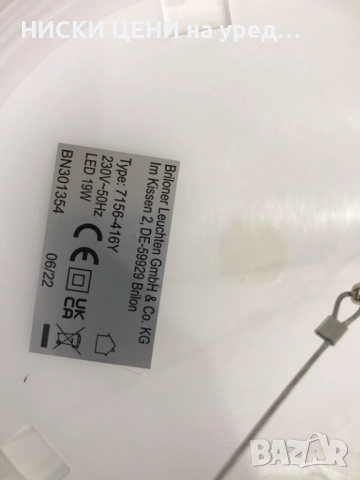 НИСКИ ЦЕНИ на уред...
Briloner Leuchten GmbH & Co. KG
Im Kissen 2, DE-59929 Brilon
Type: 7156-416Y
230V~50Hz
LED 19W
BN301354
CE
UK
CA
06/22
BAZAR